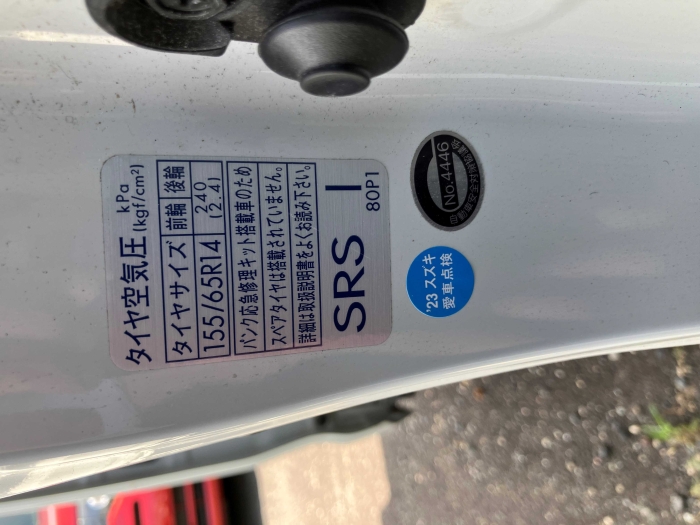 タイヤ空気圧 kPa (kgf/cm²)
タイヤサイズ 前輪 後輪
155/65R14 240 (2.4)
パンク応急修理キット搭載車のため
スペアタイヤは搭載されていません。
詳細は取扱説明書をよくお読み下さい。
SRS I
80P1
No.4446
'23 スズキ
愛車点検